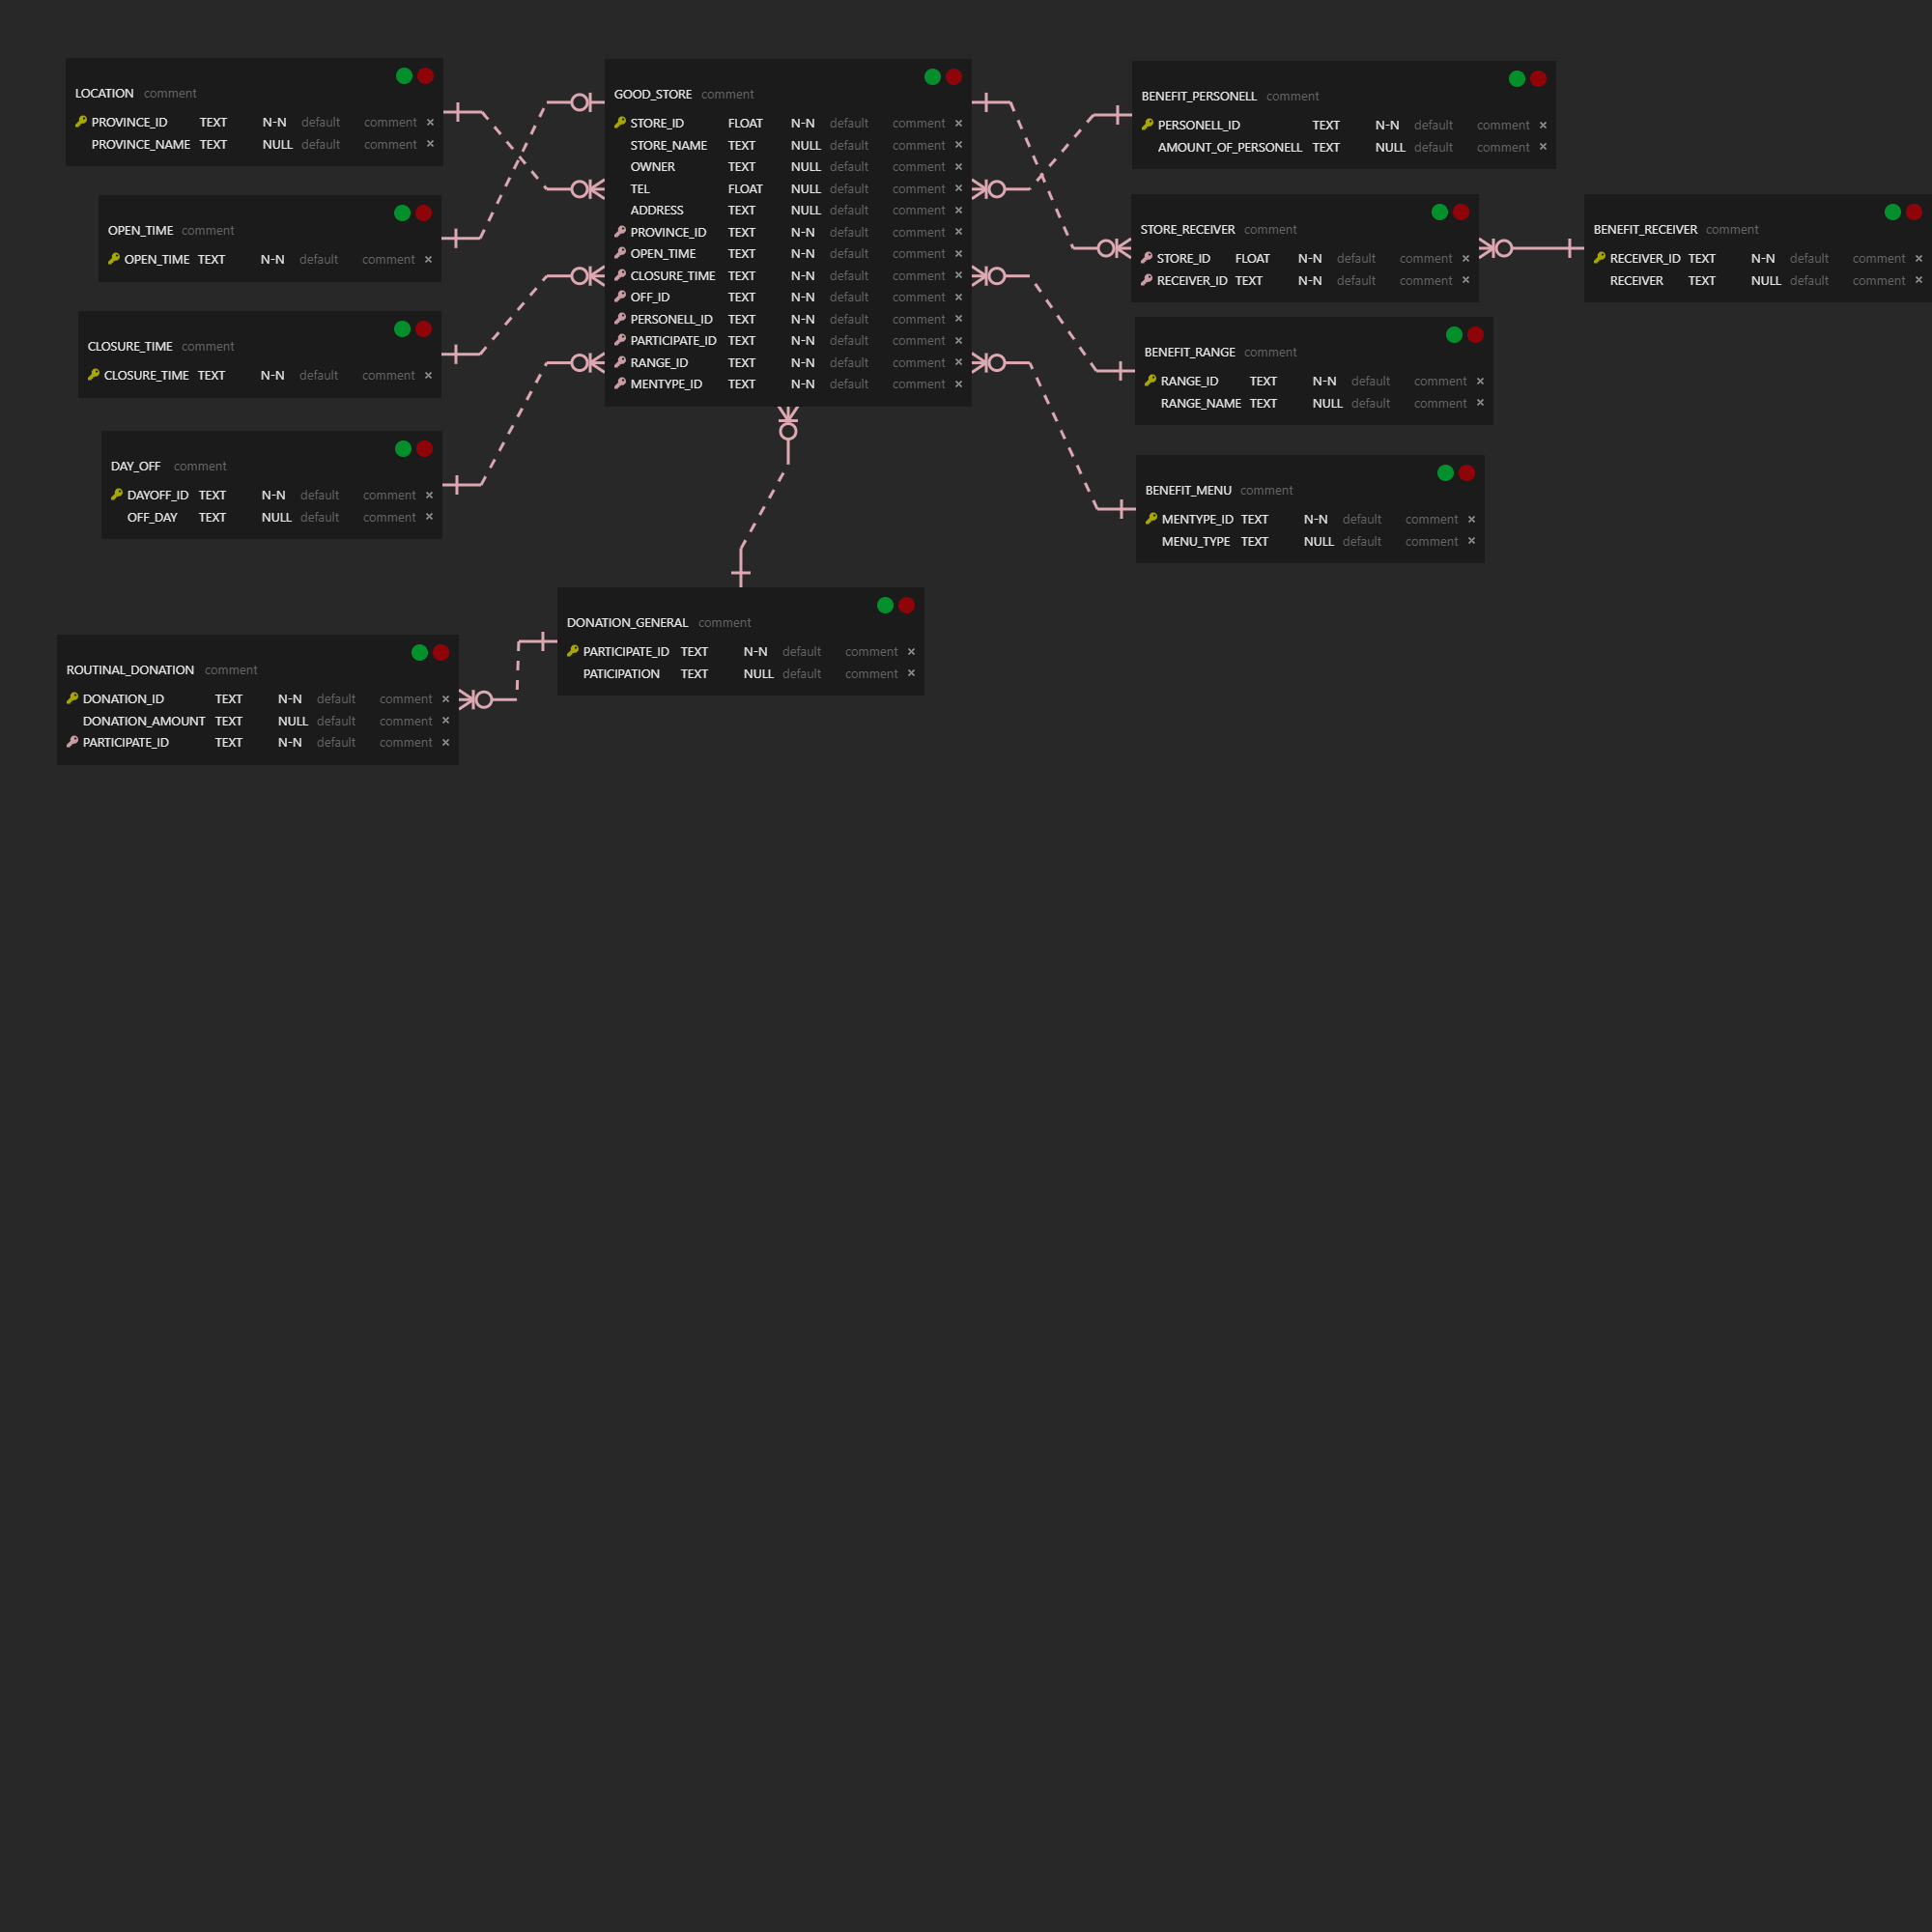 LOCATION comment
PROVINCE_ID TEXT N-N default comment ×
PROVINCE_NAME TEXT NULL default comment ×
OPEN_TIME comment
OPEN_TIME TEXT N-N default comment ×
CLOSURE_TIME comment
CLOSURE_TIME TEXT N-N default comment ×
DAY_OFF comment
DAYOFF_ID TEXT N-N default comment ×
OFF_DAY TEXT NULL default comment ×
GOOD_STORE comment
STORE_ID FLOAT N-N default comment ×
STORE_NAME TEXT NULL default comment ×
OWNER TEXT NULL default comment ×
TEL FLOAT NULL default comment ×
ADDRESS TEXT NULL default comment ×
PROVINCE_ID TEXT N-N default comment ×
OPEN_TIME TEXT N-N default comment ×
CLOSURE_TIME TEXT N-N default comment ×
OFF_ID TEXT N-N default comment ×
PERSONELL_ID TEXT N-N default comment ×
PARTICIPATE_ID TEXT N-N default comment ×
RANGE_ID TEXT N-N default comment ×
MENTYPE_ID TEXT N-N default comment ×
BENEFIT_PERSONELL comment
PERSONELL_ID TEXT N-N default comment ×
AMOUNT_OF_PERSONELL TEXT NULL default comment ×
STORE_RECEIVER comment
STORE_ID FLOAT N-N default comment ×
RECEIVER_ID TEXT N-N default comment ×
BENEFIT_RECEIVER comment
RECEIVER_ID TEXT N-N default comment ×
RECEIVER TEXT NULL default comment ×
BENEFIT_RANGE comment
RANGE_ID TEXT N-N default comment ×
RANGE_NAME TEXT NULL default comment ×
BENEFIT_MENU comment
MENTYPE_ID TEXT N-N default comment ×
MENU_TYPE TEXT NULL default comment ×
DONATION_GENERAL comment
PARTICIPATE_ID TEXT N-N default comment ×
PATICIPATION TEXT NULL default comment ×
ROUTINAL_DONATION comment
DONATION_ID TEXT N-N default comment ×
DONATION_AMOUNT TEXT NULL default comment ×
PARTICIPATE_ID TEXT N-N default comment ×